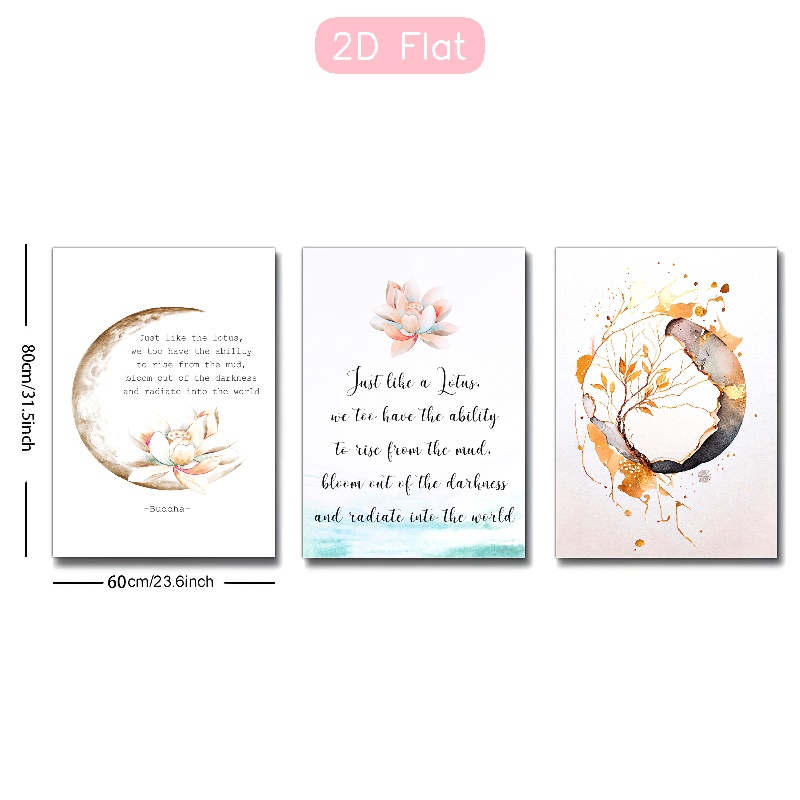 2D Flat
80cm/31.5inch
Just like the lotus,
we too have the ability
to rise from the mud,
bloom out of the darkness
and radiate into the world
-Buddha-
60cm/23.6inch
Just like a Lotus,
we too have the ability
to rise from the mud,
bloom out of the darkness
and radiate into the world